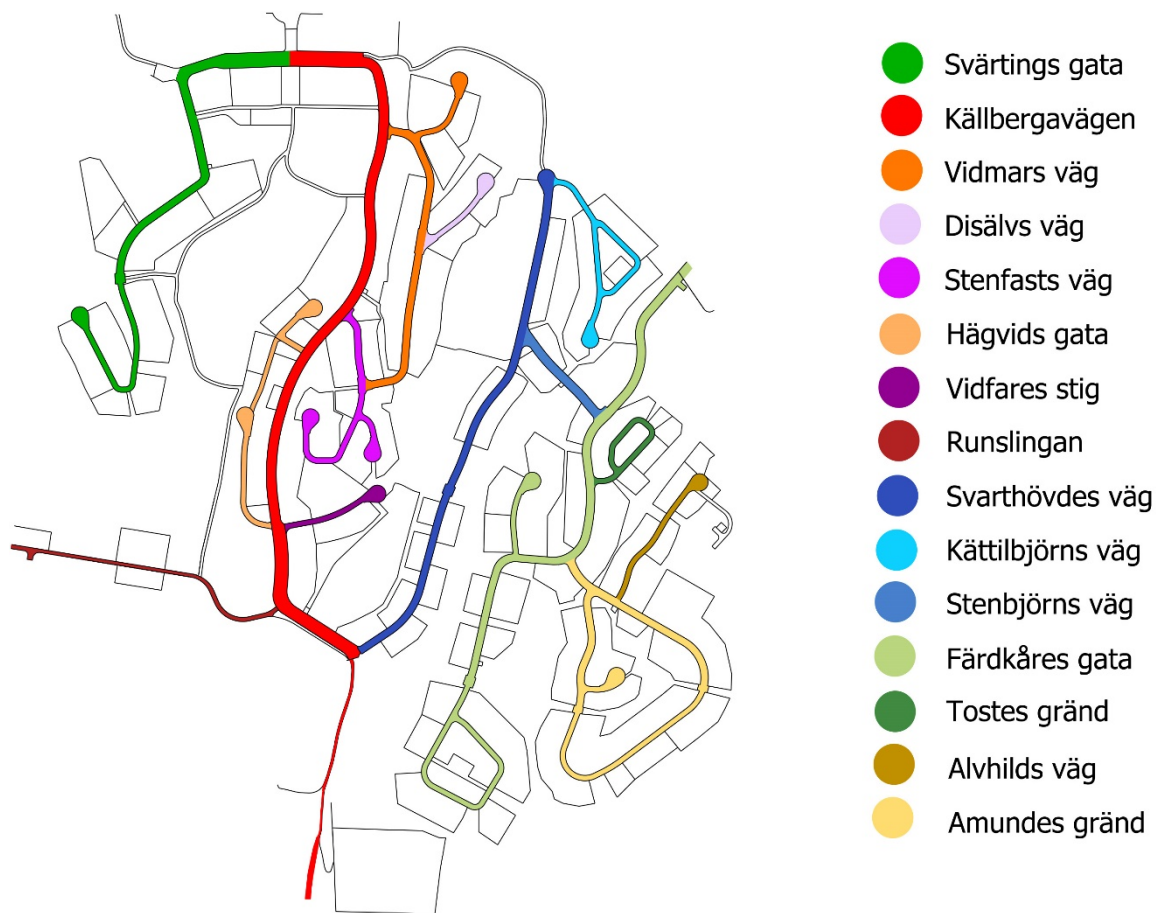 Svärtings gata
Källbergavägen
Vidmars väg
Disälvs väg
Stenfasts väg
Hägvids gata
Vidfares stig
Runslingan
Svarthövdes väg
Kättilbjörns väg
Stenbjörns väg
Färdkåres gata
Tostes gränd
Alvhilds väg
Amundes gränd